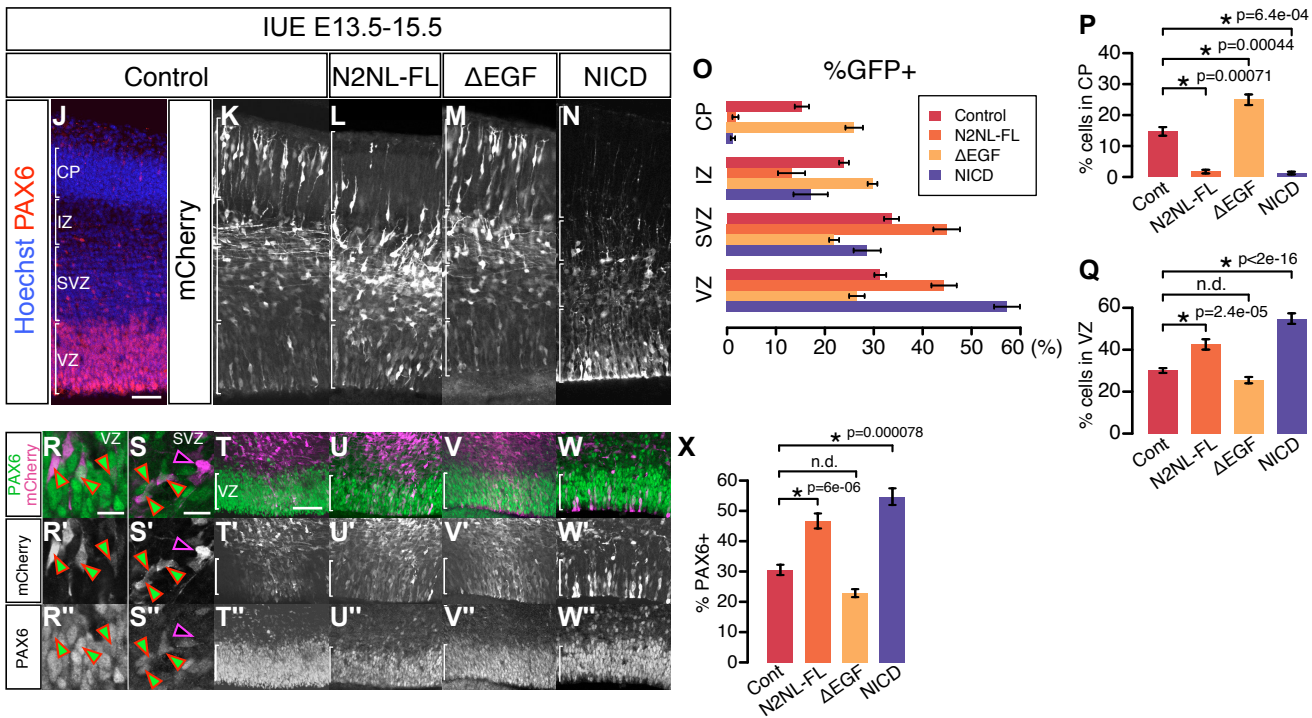 IUE E13.5-15.5
Control
N2NL-FL
ΔEGF
NICD
Hoechst PAX6
J
CP
IZ
SVZ
VZ
mCherry
K
L
M
N
O
%GFP+
CP
IZ
SVZ
VZ
Control
N2NL-FL
ΔEGF
NICD
0
10
20
30
40
50
60
(%)
P
* p=6.4e-04
* p=0.00044
* p=0.00071
% cells in CP
40
30
20
10
0
Cont
N2NL-FL
ΔEGF
NICD
Q
* p<2e-16
n.d.
* p=2.4e-05
% cells in VZ
60
40
20
0
Cont
N2NL-FL
ΔEGF
NICD
PAX6
mCherry
R
VZ
S
SVZ
T
VZ
U
V
W
mCherry
R'
S'
T'
U'
V'
W'
PAX6
R''
S''
T''
U''
V''
W''
X
* p=0.000078
n.d.
* p=6e-06
% PAX6+
60
50
40
30
20
10
0
Cont
N2NL-FL
ΔEGF
NICD